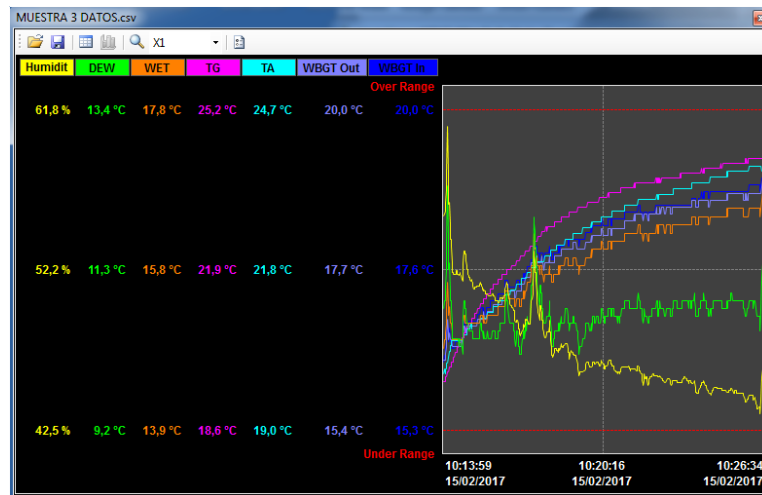 MUESTRA 3 DATOS.csv
X1
Humidit DEW WET TG TA WBGT Out WBGT In
Over Range
61,8 % 13,4 °C 17,8 °C 25,2 °C 24,7 °C 20,0 °C 20,0 °C
52,2 % 11,3 °C 15,8 °C 21,9 °C 21,8 °C 17,7 °C 17,6 °C
42,5 % 9,2 °C 13,9 °C 18,6 °C 19,0 °C 15,4 °C 15,3 °C
Under Range
10:13:59 10:20:16 10:26:34
15/02/2017 15/02/2017 15/02/2017